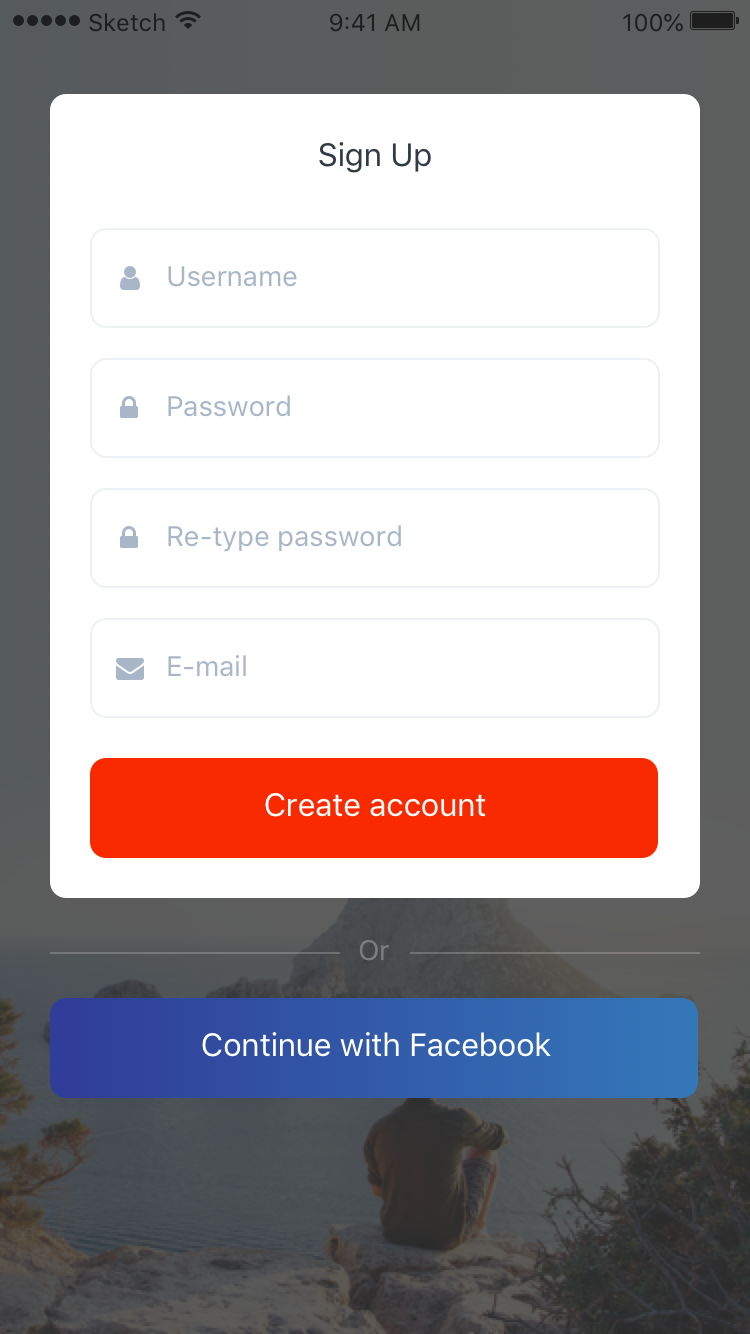 Sketch 9:41 AM 100%
Sign Up
Username
Password
Re-type password
E-mail
Create account
Or
Continue with Facebook